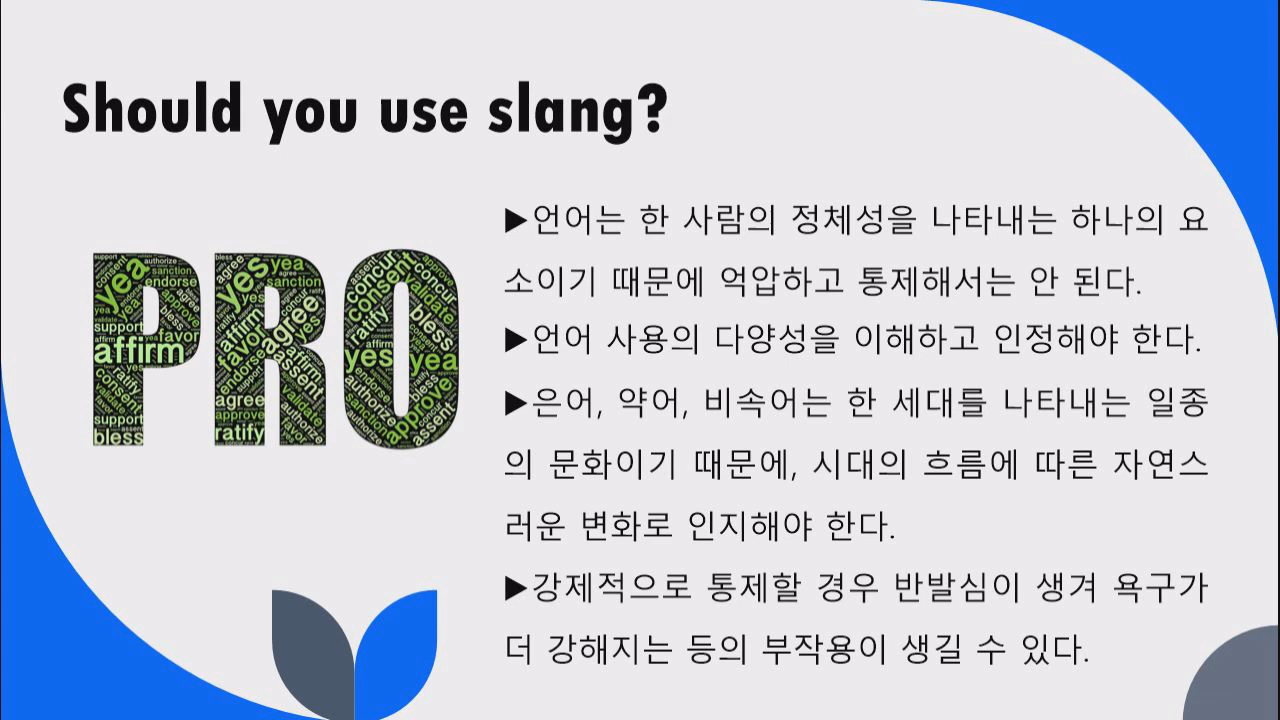 Should you use slang?
PRO
▶언어는 한 사람의 정체성을 나타내는 하나의 요
소이기 때문에 억압하고 통제해서는 안 된다.
▶언어 사용의 다양성을 이해하고 인정해야 한다.
▶은어, 약어, 비속어는 한 세대를 나타내는 일종
의 문화이기 때문에, 시대의 흐름에 따른 자연스
러운 변화로 인지해야 한다.
▶강제적으로 통제할 경우 반발심이 생겨 욕구가
더 강해지는 등의 부작용이 생길 수 있다.